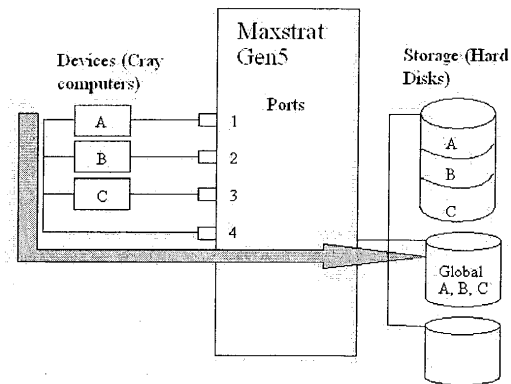 Maxstrat
Gen5
Devices (Cray
computers)
Storage (Hard
Disks)
Ports
A
1
B
2
C
3
4
A
B
C
Global
A, B, C